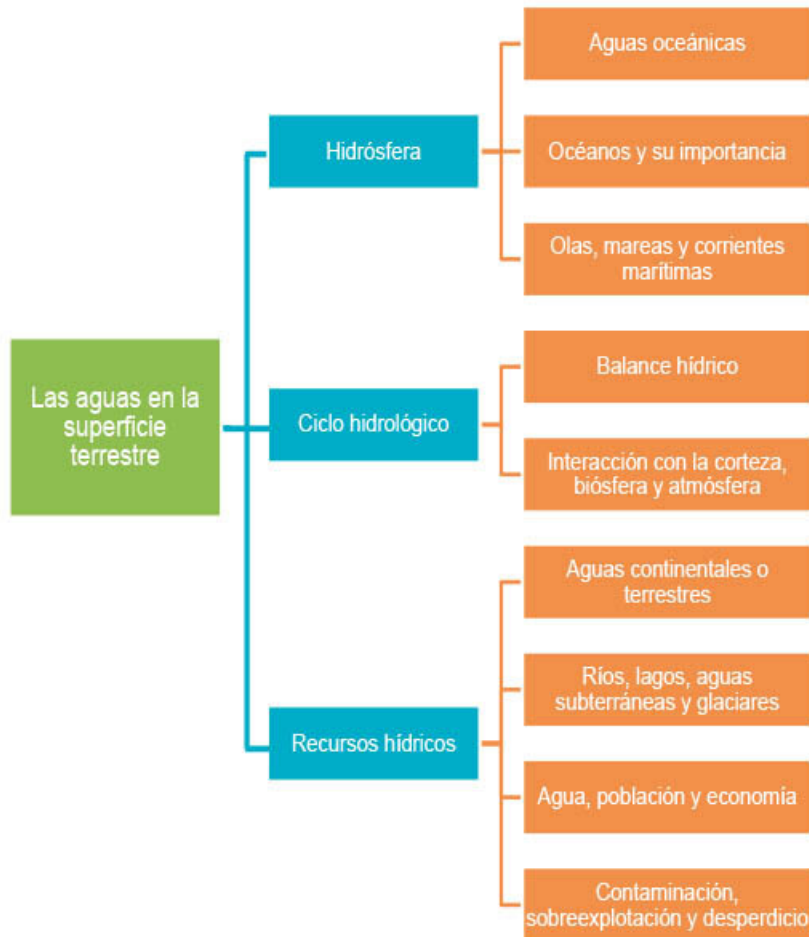 Las aguas en la
superficie
terrestre
Hidrósfera
Aguas oceánicas
Océanos y su importancia
Olas, mareas y corrientes
marítimas
Ciclo hidrológico
Balance hídrico
Interacción con la corteza,
biósfera y atmósfera
Recursos hídricos
Aguas continentales o
terrestres
Ríos, lagos, aguas
subterráneas y glaciares
Agua, población y economía
Contaminación,
sobreexplotación y desperdicio